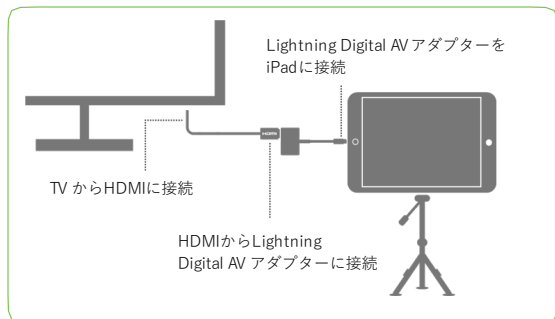 Lightning Digital AVアダプターを
iPadに接続
HDMI
TV からHDMIに接続
HDMIからLightning
Digital AV アダプターに接続